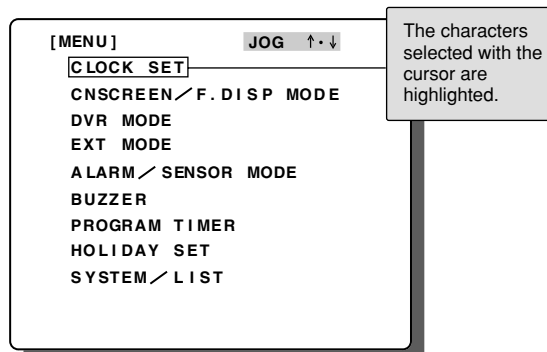 [MENU] JOG ↑·↓
CLOCK SET
CNSCREEN/F.DISP MODE
DVR MODE
EXT MODE
ALARM/SENSOR MODE
BUZZER
PROGRAM TIMER
HOLIDAY SET
SYSTEM/LIST
The characters
selected with the
cursor are
highlighted.